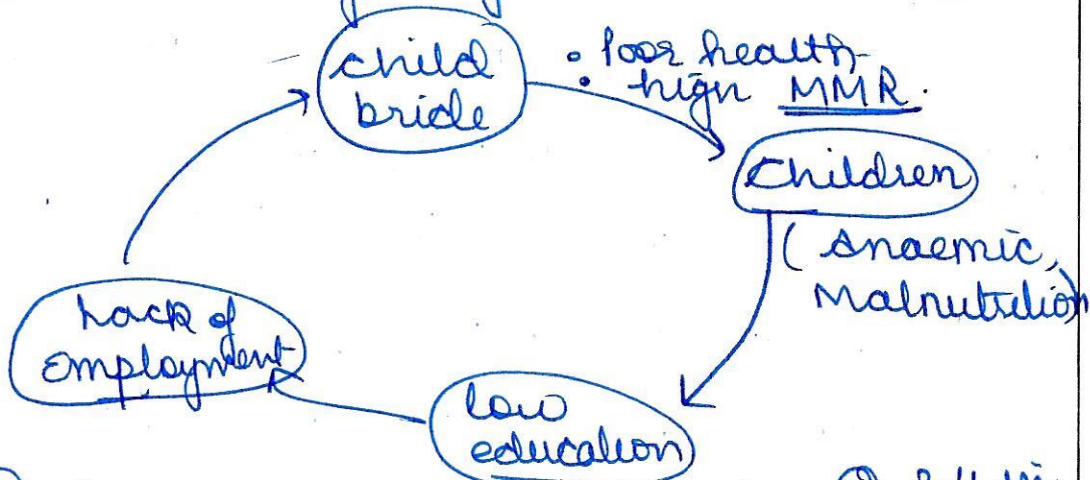 child
bride
• Poor health
• high MMR.
Children
(Anaemic,
Malnutrition)
Lack of
employment
low
education